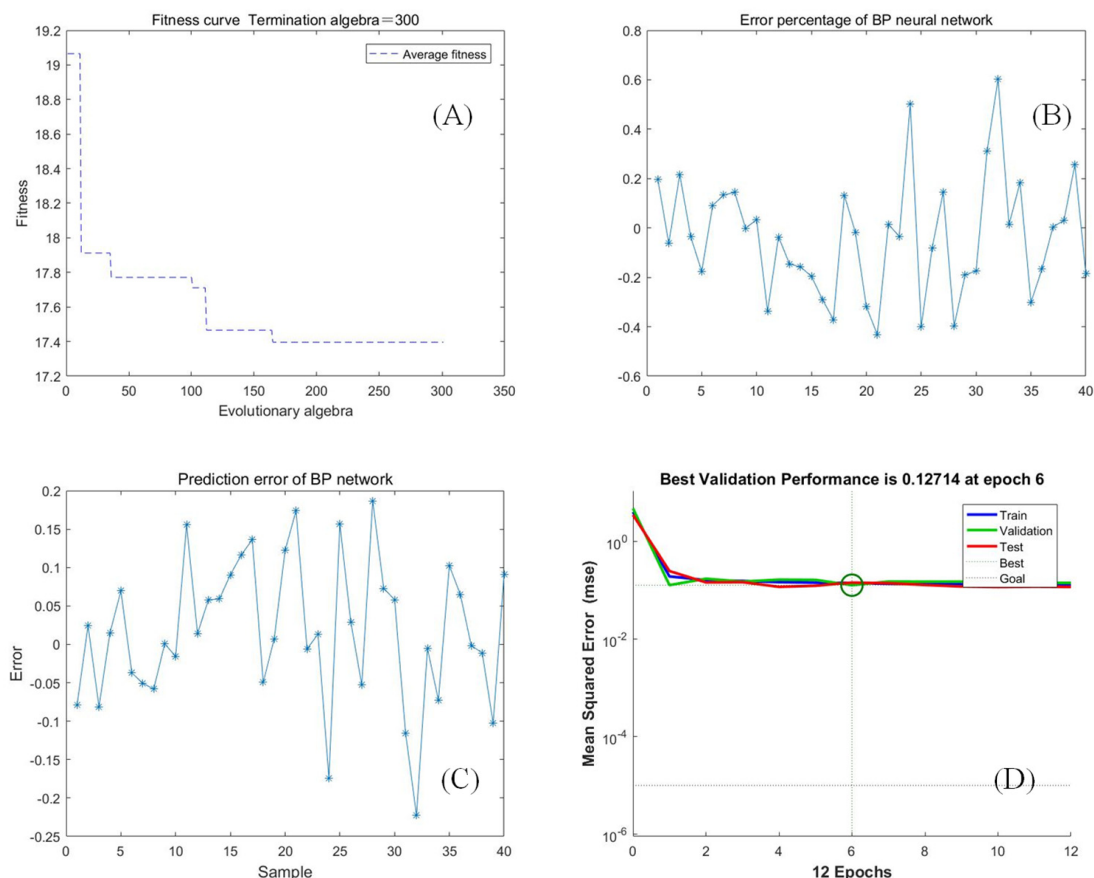 Fitness curve Termination algebra=300
19.2
19
18.8
18.6
18.4
18.2
18
17.8
17.6
17.4
17.2
Fitness
0 50 100 150 200 250 300 350
Evolutionary algebra
Average fitness
(A)
Error percentage of BP neural network
0.8
0.6
0.4
0.2
0
-0.2
-0.4
-0.6
0 5 10 15 20 25 30 35 40
(B)
Prediction error of BP network
0.2
0.15
0.1
0.05
0
-0.05
-0.1
-0.15
-0.2
-0.25
Error
0 5 10 15 20 25 30 35 40
Sample
(C)
Best Validation Performance is 0.12714 at epoch 6
10^0
10^-2
10^-4
10^-6
Mean Squared Error (mse)
0 2 4 6 8 10 12
12 Epochs
Train
Validation
Test
Best
Goal
(D)